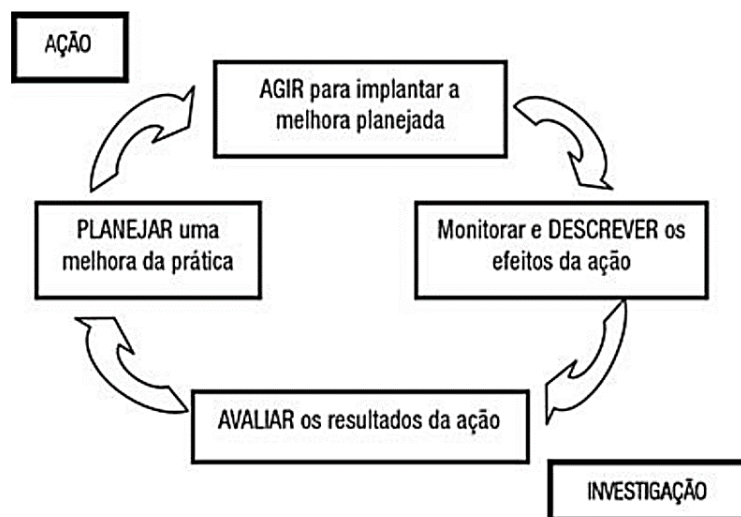 AÇÃO
AGIR para implantar a
melhora planejada
PLANEJAR uma
melhora da prática
Monitorar e DESCREVER os
efeitos da ação
AVALIAR os resultados da ação
INVESTIGAÇÃO